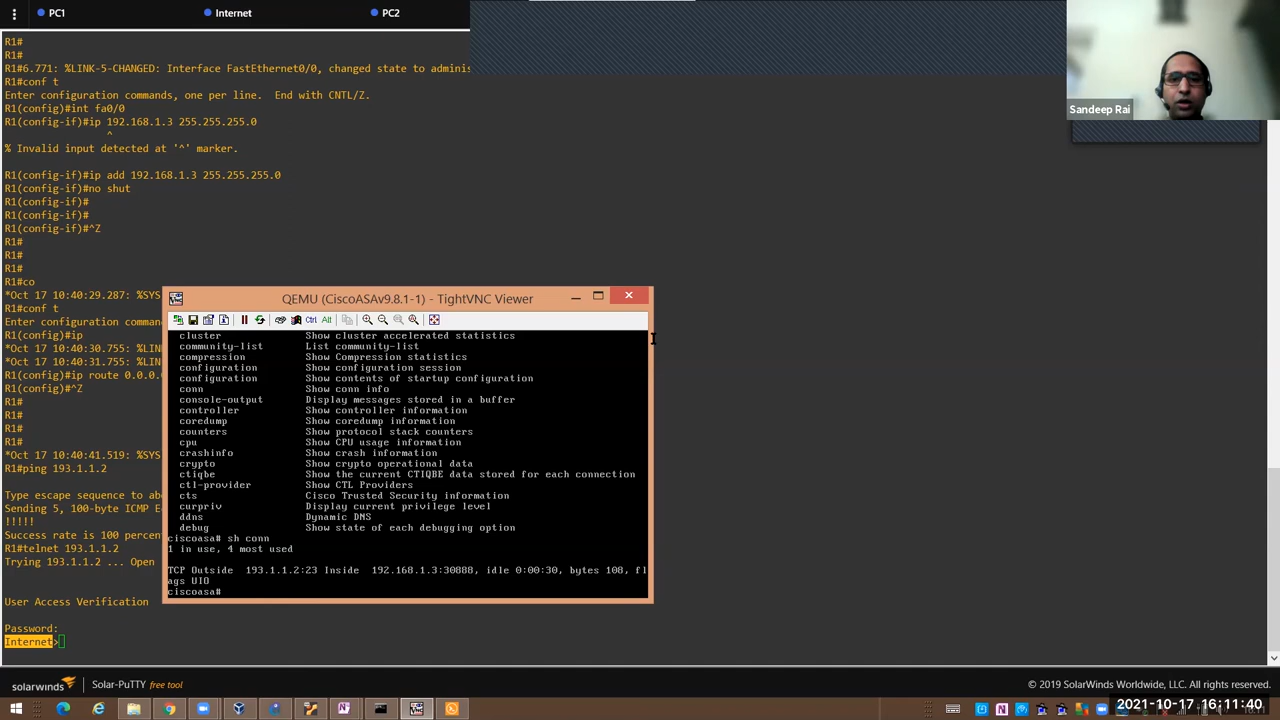 PC1
Internet
PC2
R1#
R1#
R1#6.771: %LINK-5-CHANGED: Interface FastEthernet0/0, changed state to adminis
R1#conf t
Enter configuration commands, one per line.  End with CNTL/Z.
R1(config)#int fa0/0
R1(config-if)#ip 192.168.1.3 255.255.255.0
^
% Invalid input detected at '^' marker.
R1(config-if)#ip add 192.168.1.3 255.255.255.0
R1(config-if)#no shut
R1(config-if)#
R1(config-if)#
R1(config-if)#^Z
R1#
R1#
R1#
R1#co
*Oct 17 10:40:29.287: %SYS
R1#conf t
Enter configuration comman
R1(config)#ip
*Oct 17 10:40:30.755: %LIN
*Oct 17 10:40:31.755: %LIN
R1(config)#ip route 0.0.0.
R1(config)#^Z
R1#
R1#
R1#
*Oct 17 10:40:41.519: %SYS
R1#ping 193.1.1.2
Type escape sequence to ab
Sending 5, 100-byte ICMP E
!!!!!
Success rate is 100 percen
R1#telnet 193.1.1.2
Trying 193.1.1.2 ... Open
User Access Verification
Password:
Internet>
Sandeep Rai
QEMU (CiscoASAv9.8.1-1) - TightVNC Viewer
Ctrl Alt
cluster Show cluster accelerated statistics
community-list List community-list
compression Show Compression statistics
configuration Show configuration session
configuration Show contents of startup configuration
conn Show conn info
console-output Display messages stored in a buffer
controller Show controller information
coredump Show coredump information
counters Show protocol stack counters
cpu Show CPU usage information
crashinfo Show crash information
crypto Show crypto operational data
ctiqbe Show the current CTIQBE data stored for each connection
ctl-provider Show CTL Providers
cts Cisco Trusted Security information
curpriv Display current privilege level
ddns Dynamic DNS
debug Show state of each debugging option
ciscoasa# sh conn
1 in use, 4 most used
TCP Outside  193.1.1.2:23 Inside  192.168.1.3:30888, idle 0:00:30, bytes 108, fl
ags UIO
ciscoasa#
solarwinds Solar-PuTTY free tool
© 2019 SolarWinds Worldwide, LLC. All rights reserved.
2021-10-17 16:11:40